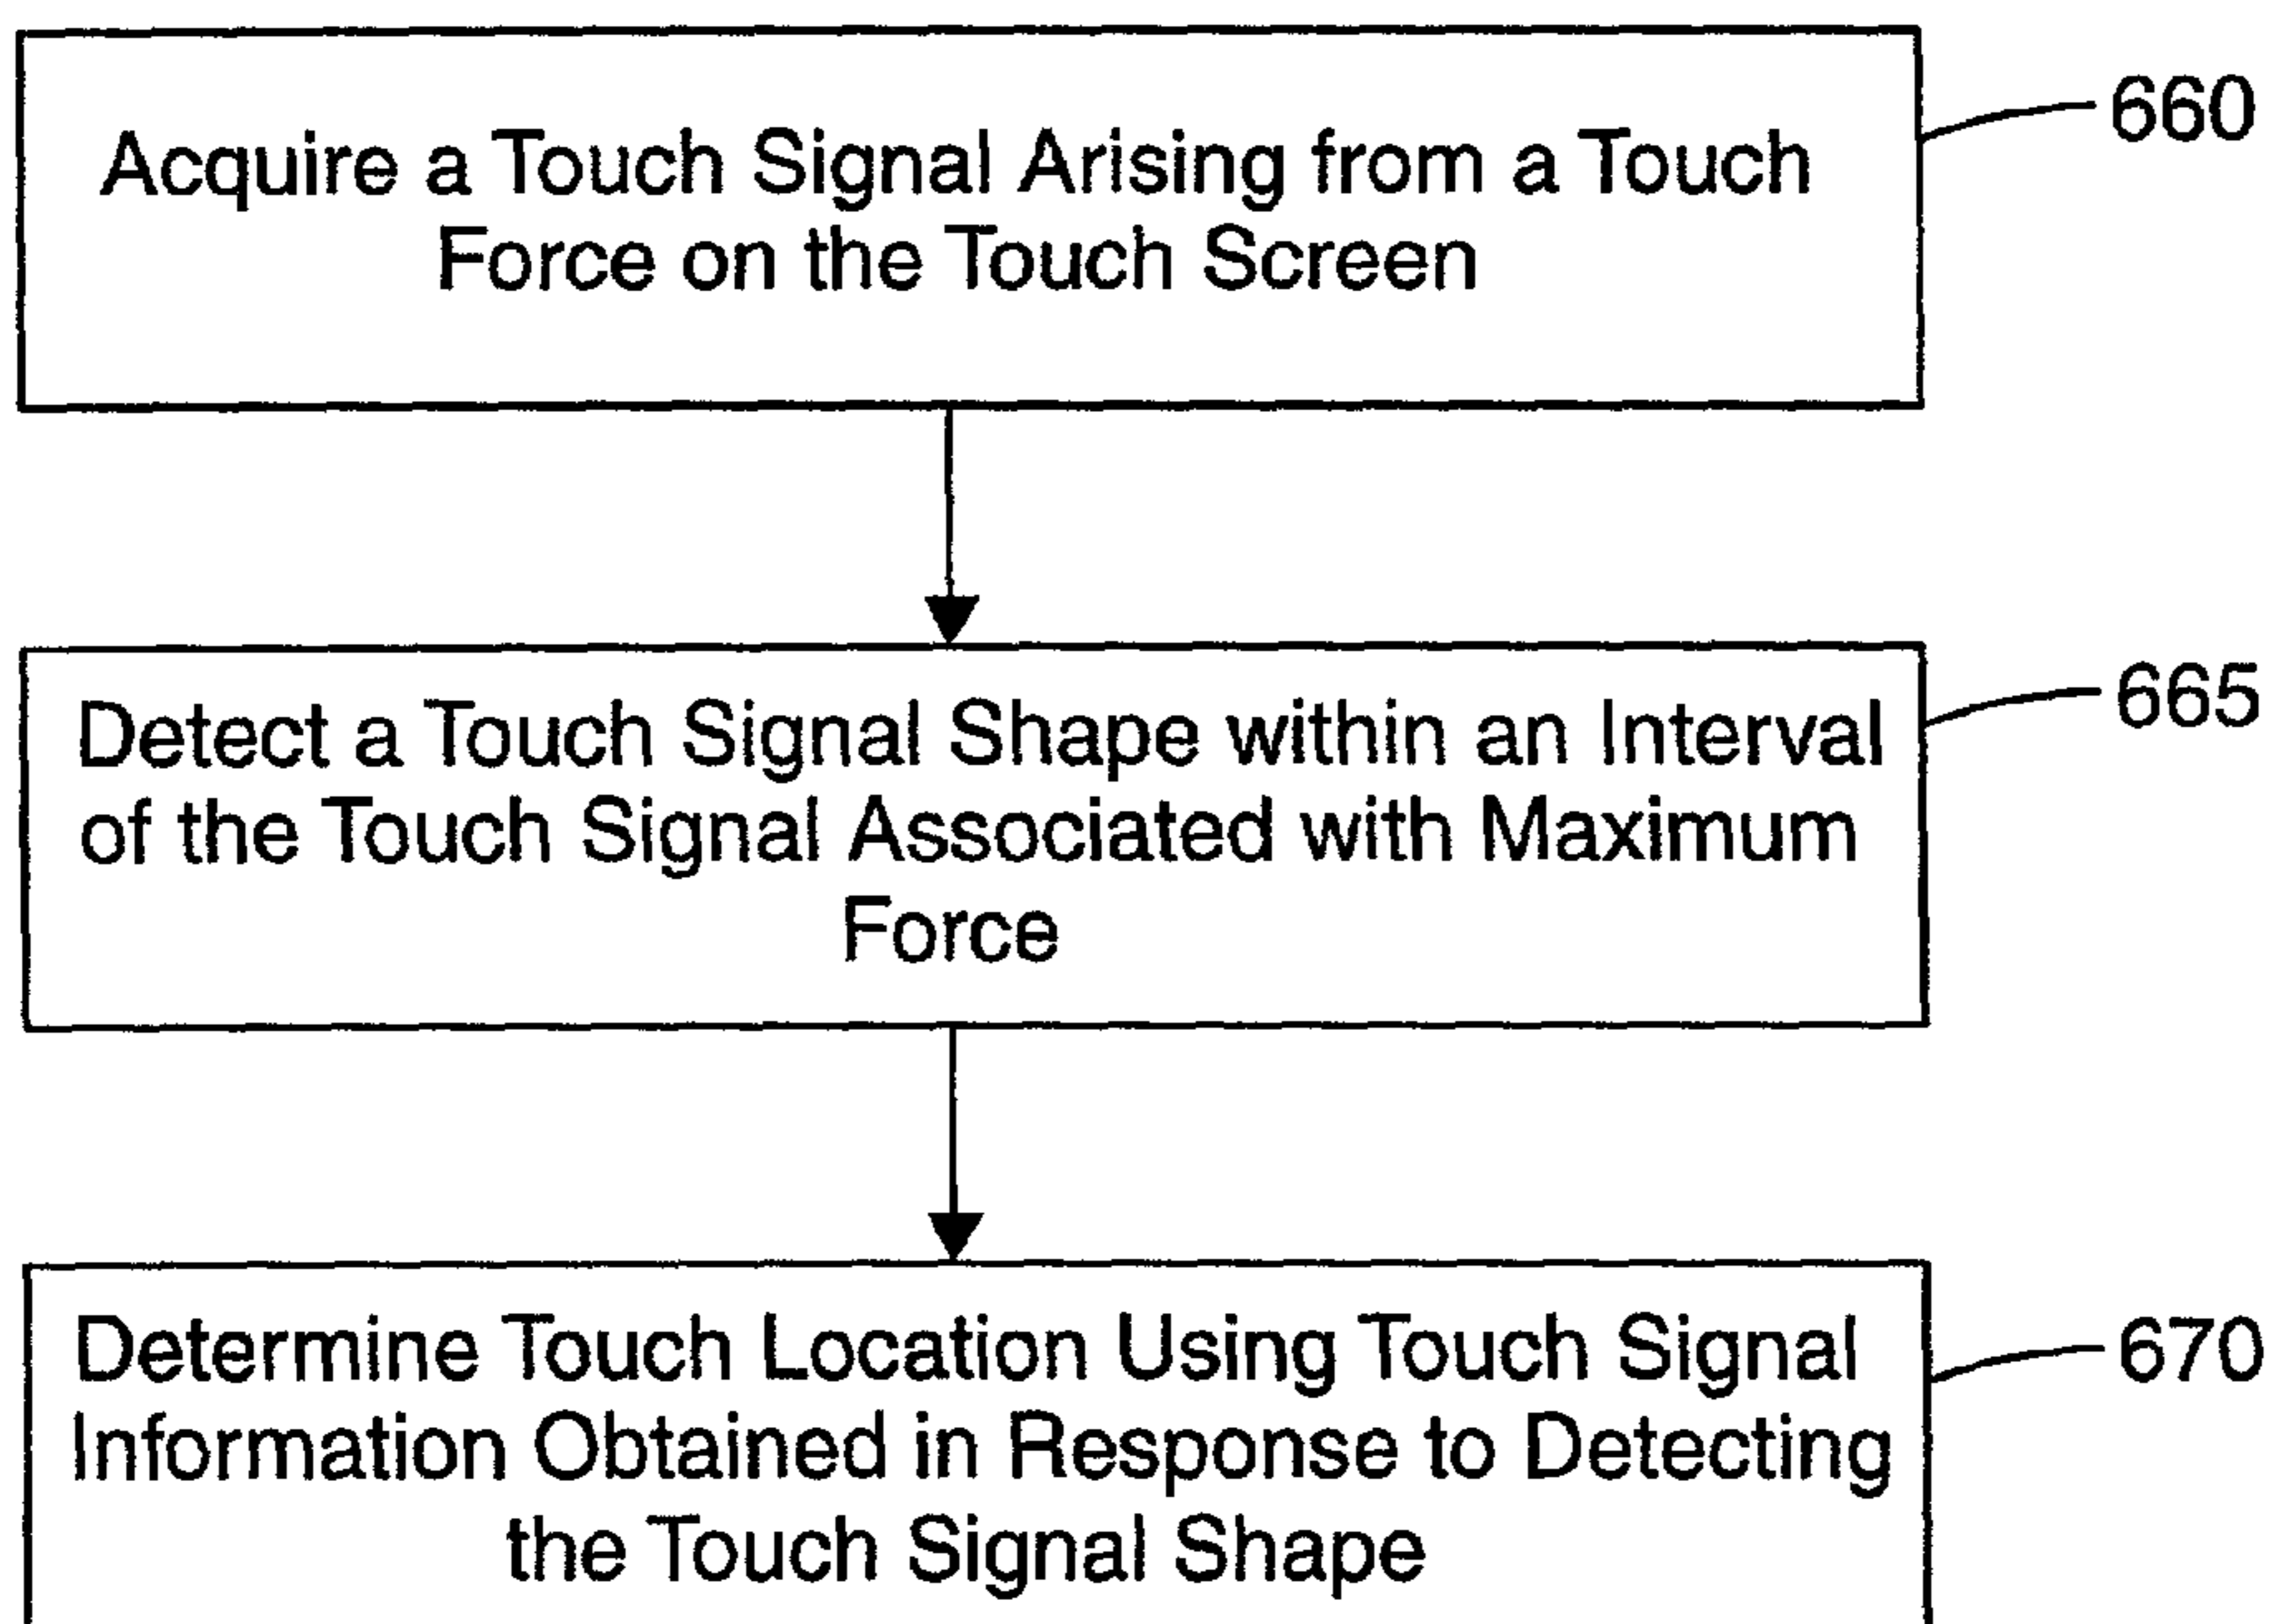 Acquire a Touch Signal Arising from a Touch
Force on the Touch Screen
660
Detect a Touch Signal Shape within an Interval
of the Touch Signal Associated with Maximum
Force
665
Determine Touch Location Using Touch Signal
Information Obtained in Response to Detecting
the Touch Signal Shape
670